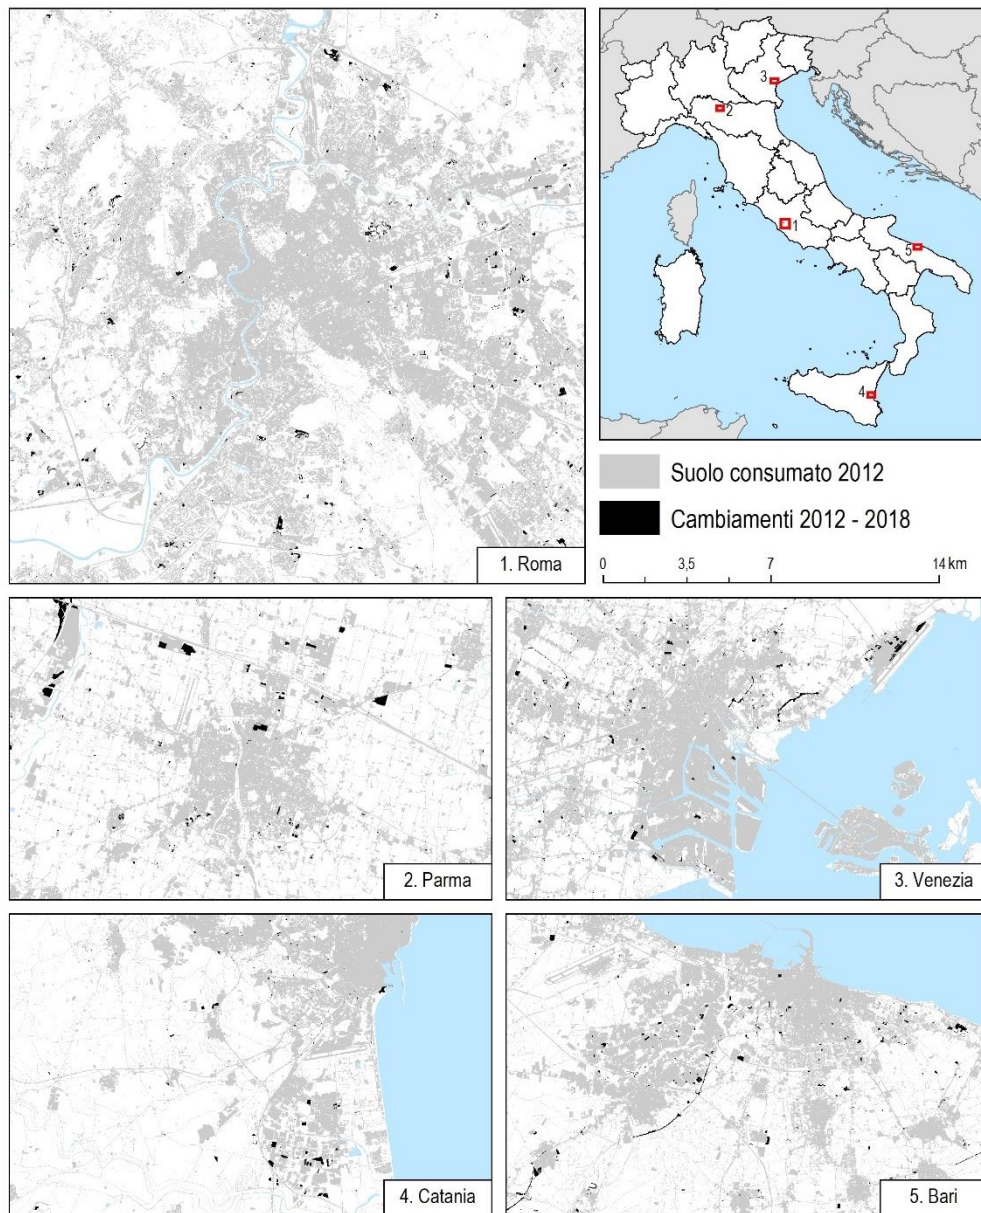 1. Roma
3
2
1
5
4
Suolo consumato 2012
Cambiamenti 2012 - 2018
0 3,5 7 14 km
2. Parma
3. Venezia
4. Catania
5. Bari